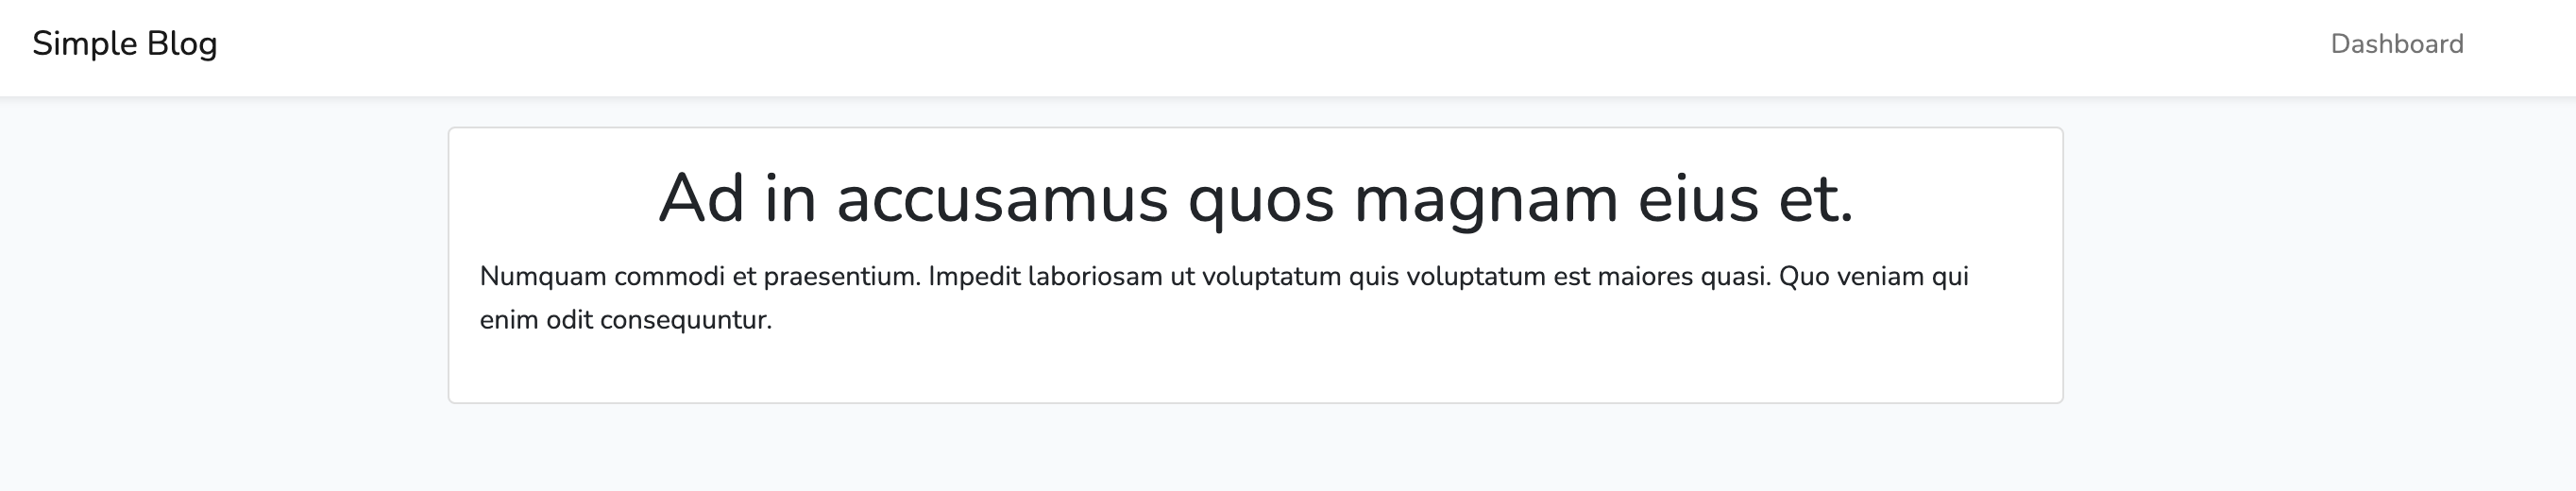 Simple Blog
Dashboard
Ad in accusamus quos magnam eius et.
Numquam commodi et praesentium. Impedit laboriosam ut voluptatum quis voluptatum est maiores quasi. Quo veniam qui
enim odit consequuntur.